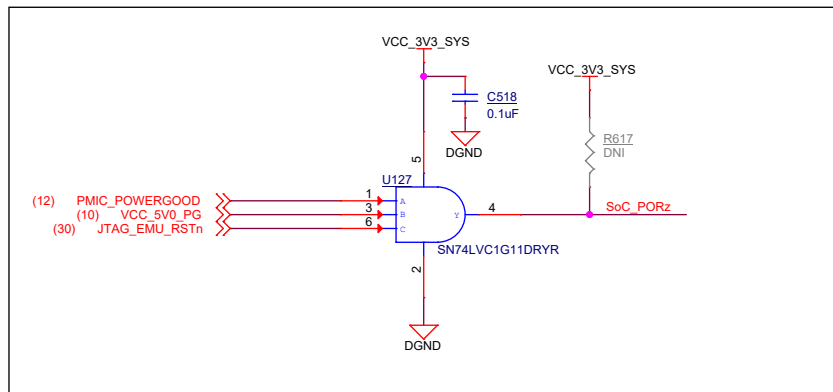 VCC_3V3_SYS
VCC_3V3_SYS
C518
0.1uF
R617
DNI
DGND
5
U127
(12) PMIC_POWERGOOD 1 A
(10) VCC_5V0_PG 3 B Y 4 SoC_PORz
(30) JTAG_EMU_RSTn 6 C
SN74LVC1G11DRYR
2
DGND